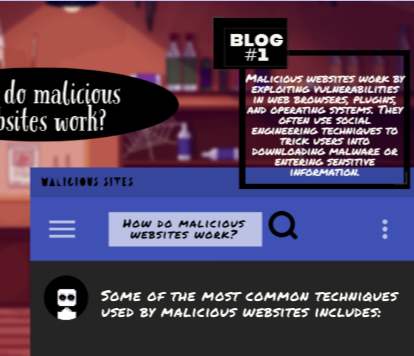 BLOG
#1
do malicious
work?
Malicious websites work by
exploiting vulnerabilities
in web browsers, plugins,
and operating systems. They
often use social
engineering techniques to
trick users into
downloading malware or
entering sensitive
information.
MALICIOUS SITES
How do malicious
websites work?
Some of the most common techniques
used by malicious websites includes: